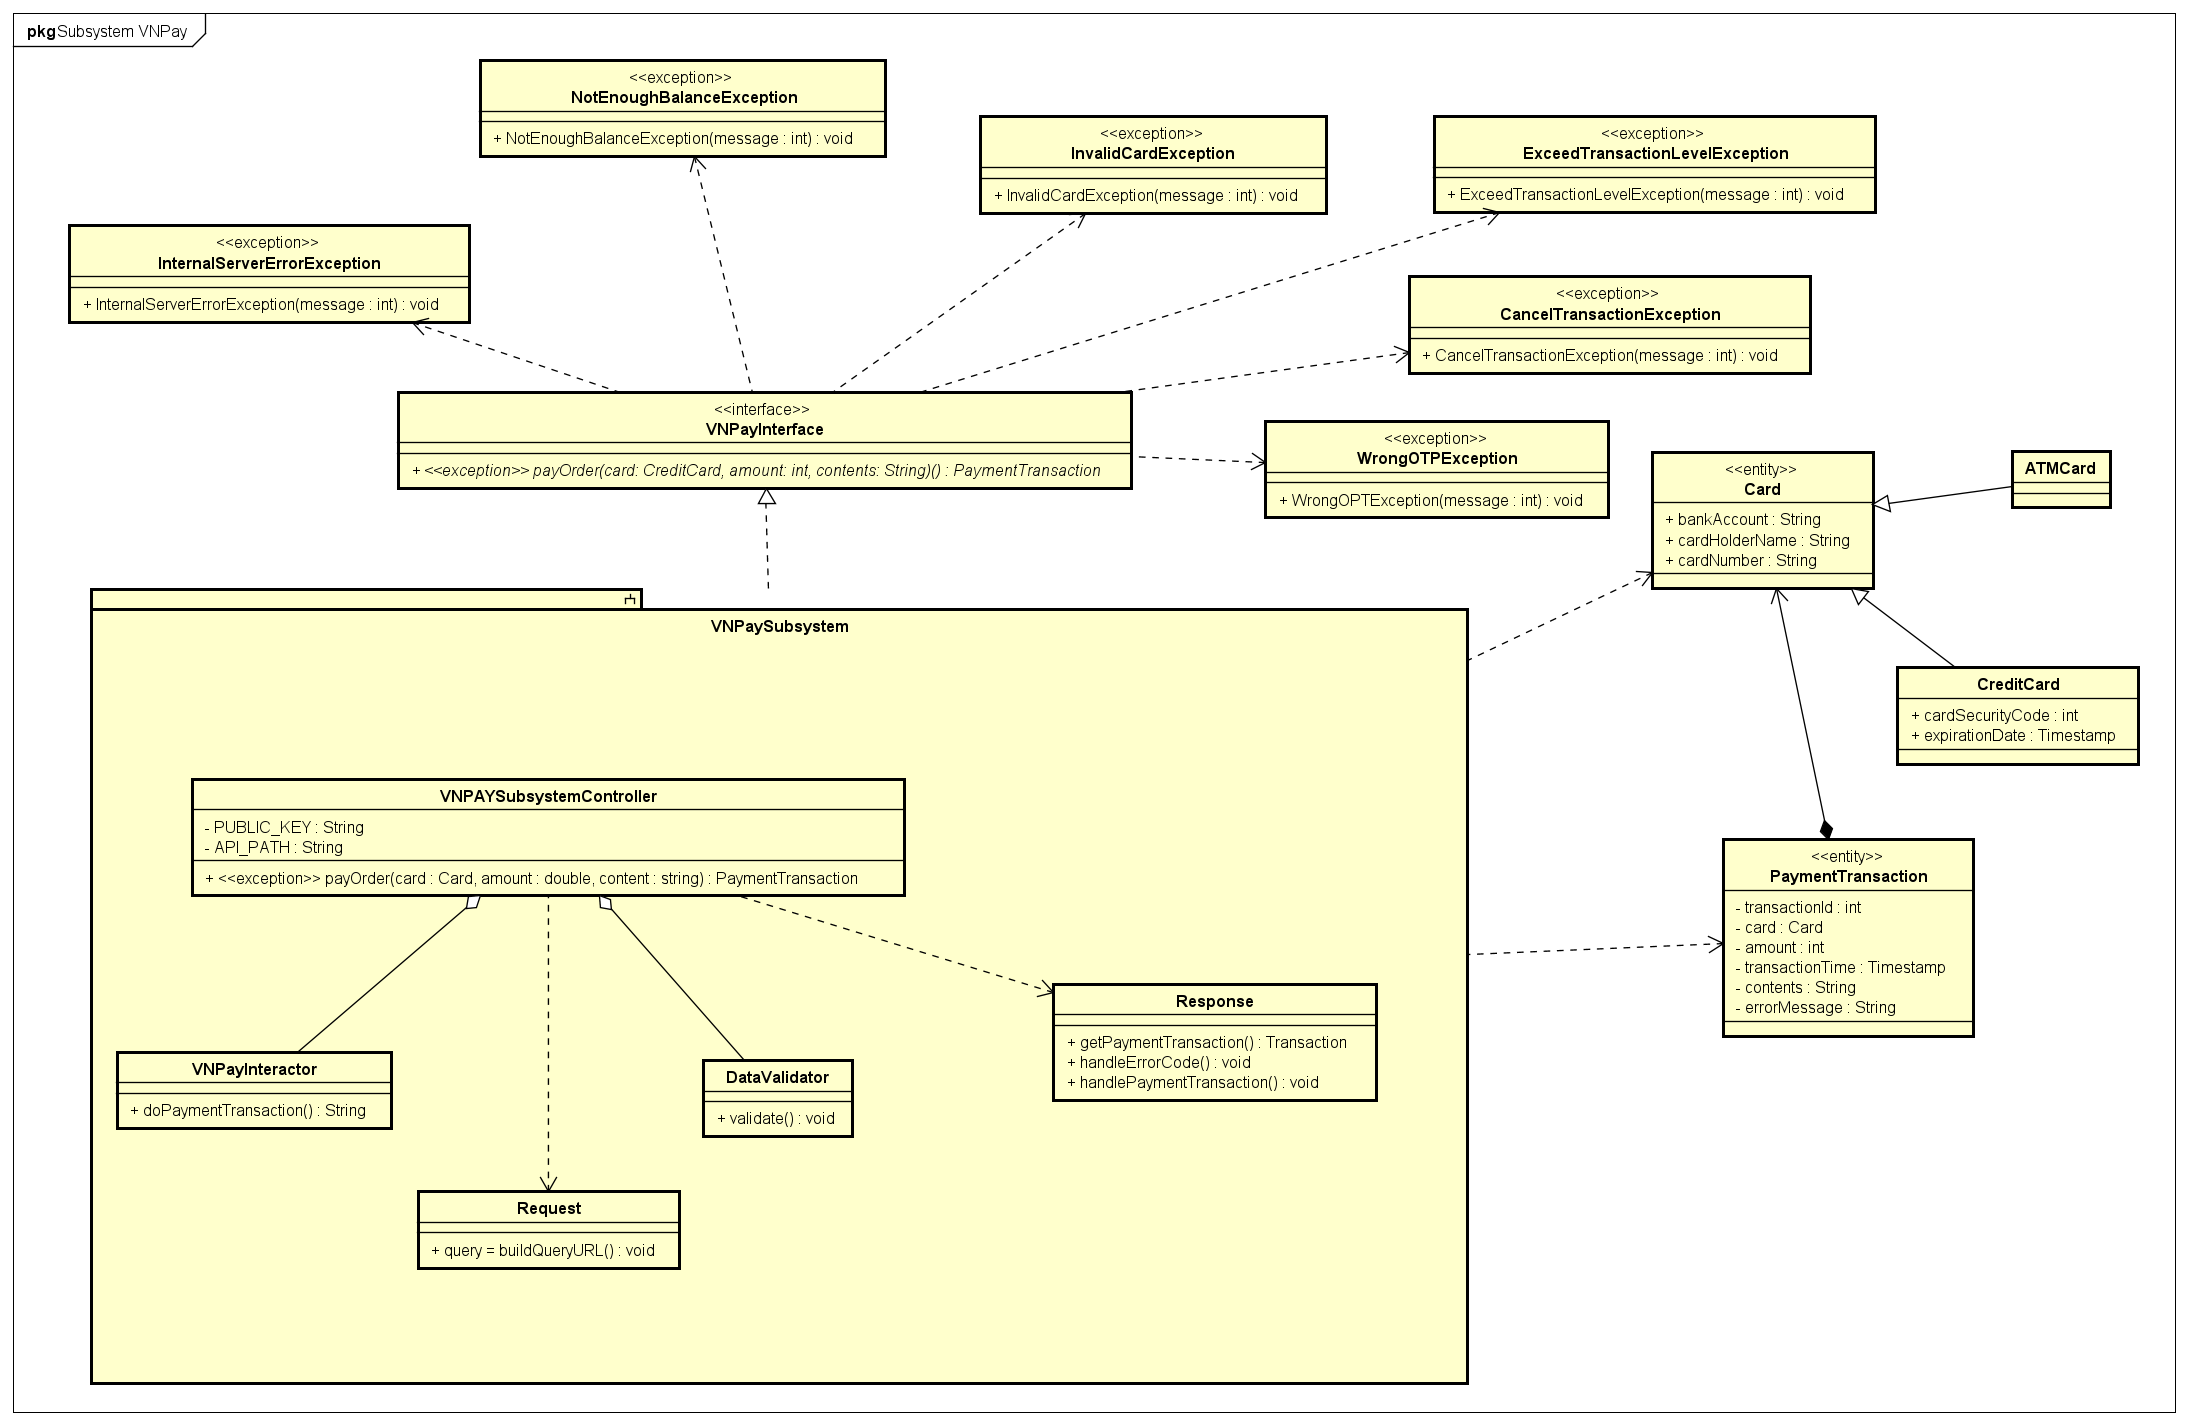 pkg Subsystem VNPay
<<exception>>
NotEnoughBalanceException
+ NotEnoughBalanceException(message : int) : void
<<exception>>
InvalidCardException
+ InvalidCardException(message : int) : void
<<exception>>
ExceedTransactionLevelException
+ ExceedTransactionLevelException(message : int) : void
<<exception>>
InternalServerErrorException
+ InternalServerErrorException(message : int) : void
<<exception>>
CancelTransactionException
+ CancelTransactionException(message : int) : void
<<interface>>
VNPayInterface
+ <<exception>> payOrder(card: CreditCard, amount: int, contents: String)() : PaymentTransaction
<<exception>>
WrongOTPException
+ WrongOPTException(message : int) : void
<<entity>>
Card
+ bankAccount : String
+ cardHolderName : String
+ cardNumber : String
ATMCard
VNPaySubsystem
CreditCard
+ cardSecurityCode : int
+ expirationDate : Timestamp
VNPAYSubsystemController
- PUBLIC_KEY : String
- API_PATH : String
+ <<exception>> payOrder(card : Card, amount : double, content : string) : PaymentTransaction
<<entity>>
PaymentTransaction
- transactionId : int
- card : Card
- amount : int
- transactionTime : Timestamp
- contents : String
- errorMessage : String
Response
+ getPaymentTransaction() : Transaction
+ handleErrorCode() : void
+ handlePaymentTransaction() : void
VNPayInteractor
+ doPaymentTransaction() : String
DataValidator
+ validate() : void
Request
+ query = buildQueryURL() : void